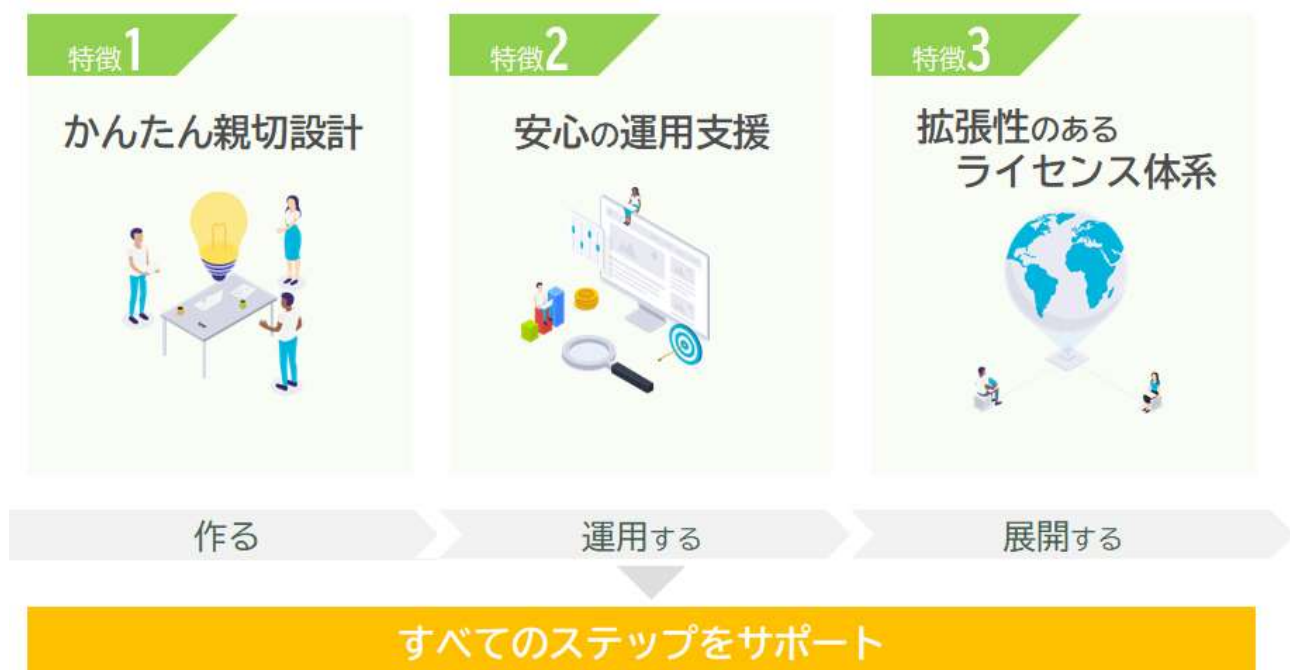 特徴1
かんたん親切設計
特徴2
安心の運用支援
特徴3
拡張性のある
ライセンス体系
作る
運用する
展開する
すべてのステップをサポート